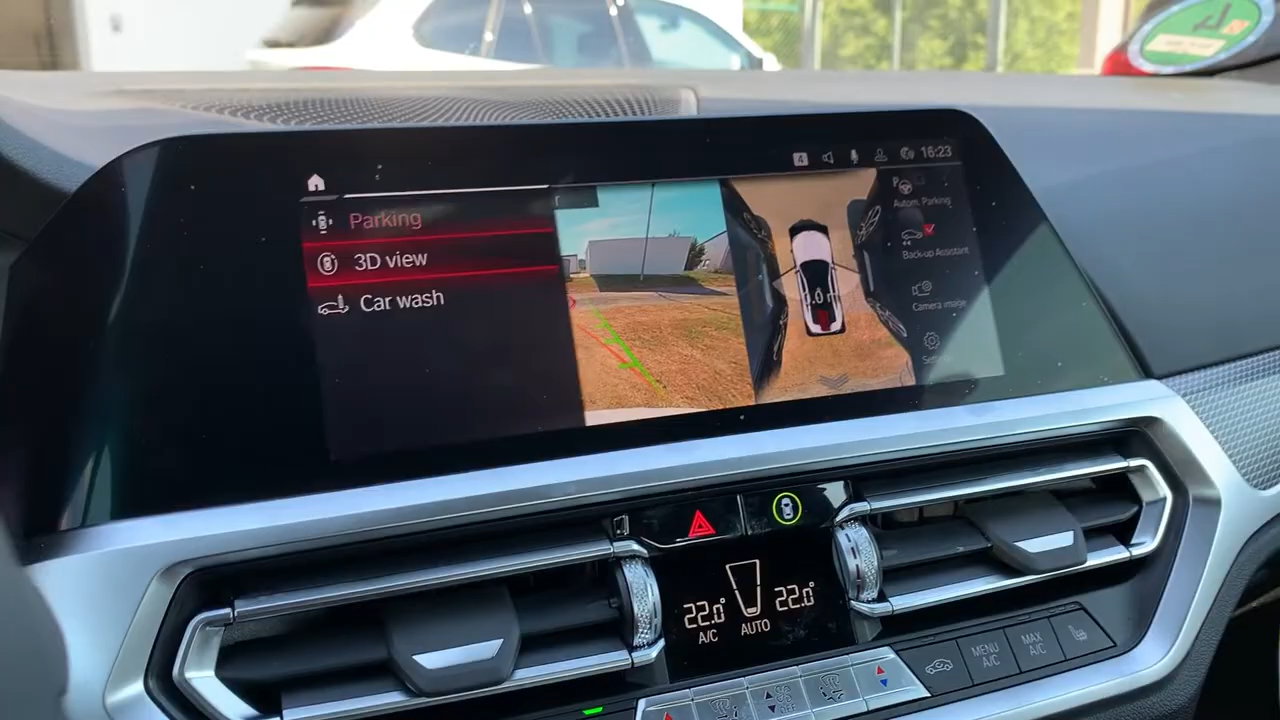 4
16:23
Parking
3D view
Car wash
P
Autom. Parking
Back-up Assistant
Camera image
22.0°
A/C
AUTO
22.0°
MENU
A/C
MAX
A/C